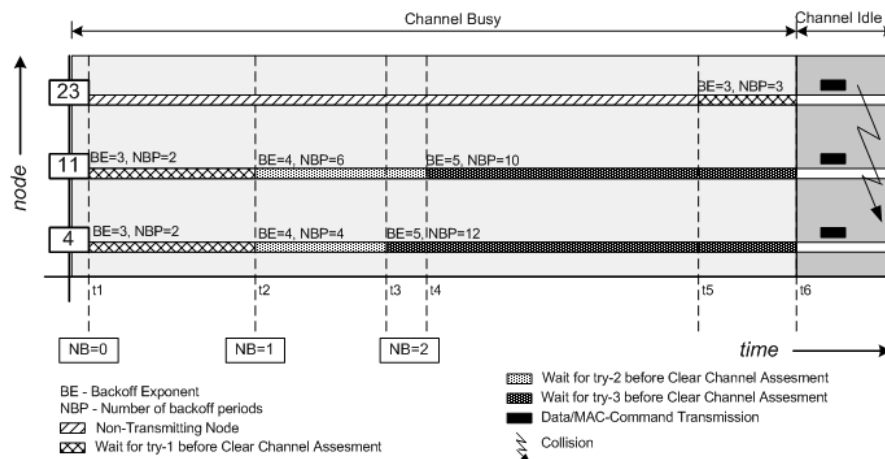 Channel Busy
Channel Idle
node
23
BE=3, NBP=3
11
BE=3, NBP=2
BE=4, NBP=6
BE=5, NBP=10
4
BE=3, NBP=2
BE=4, NBP=4
BE=5, NBP=12
t1
t2
t3
t4
t5
t6
NB=0
NB=1
NB=2
time
BE - Backoff Exponent
NBP - Number of backoff periods
Non-Transmitting Node
Wait for try-1 before Clear Channel Assesment
Wait for try-2 before Clear Channel Assesment
Wait for try-3 before Clear Channel Assesment
Data/MAC-Command Transmission
Collision